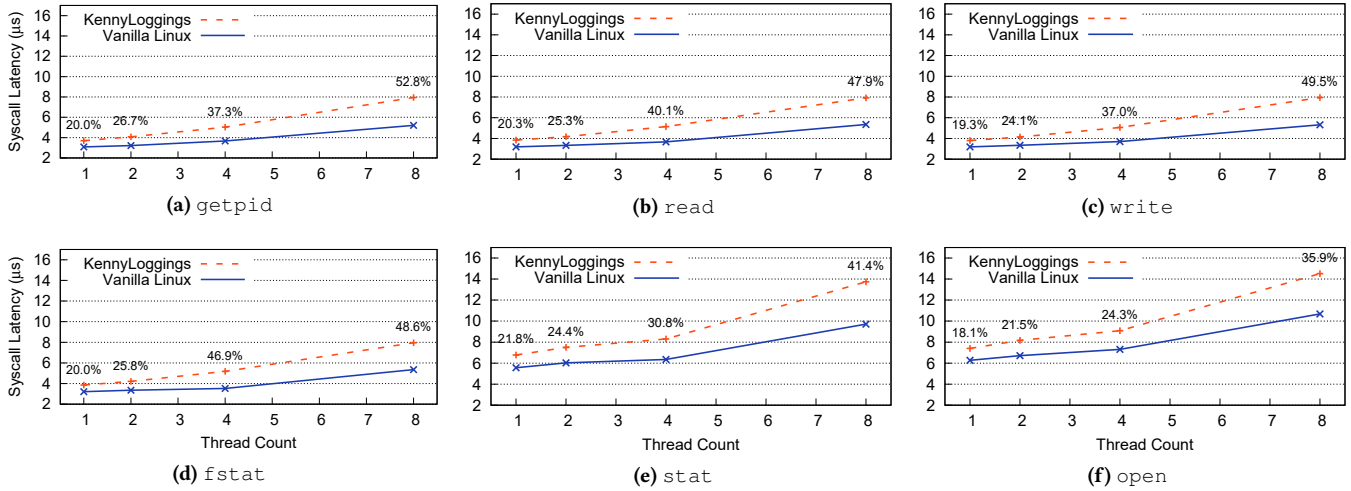 Syscall Latency (µs)
16
14
12
10
8
6
4
2
KennyLoggings
Vanilla Linux
20.0%
26.7%
37.3%
52.8%
1 2 3 4 5 6 7 8
(a) getpid
16
14
12
10
8
6
4
2
KennyLoggings
Vanilla Linux
20.3%
25.3%
40.1%
47.9%
1 2 3 4 5 6 7 8
(b) read
16
14
12
10
8
6
4
2
KennyLoggings
Vanilla Linux
19.3%
24.1%
37.0%
49.5%
1 2 3 4 5 6 7 8
(c) write
Syscall Latency (µs)
16
14
12
10
8
6
4
2
KennyLoggings
Vanilla Linux
20.0%
25.8%
46.9%
48.6%
1 2 3 4 5 6 7 8
Thread Count
(d) fstat
16
14
12
10
8
6
4
2
KennyLoggings
Vanilla Linux
21.8%
24.4%
30.8%
41.4%
1 2 3 4 5 6 7 8
Thread Count
(e) stat
16
14
12
10
8
6
4
2
KennyLoggings
Vanilla Linux
18.1%
21.5%
24.3%
35.9%
1 2 3 4 5 6 7 8
Thread Count
(f) open